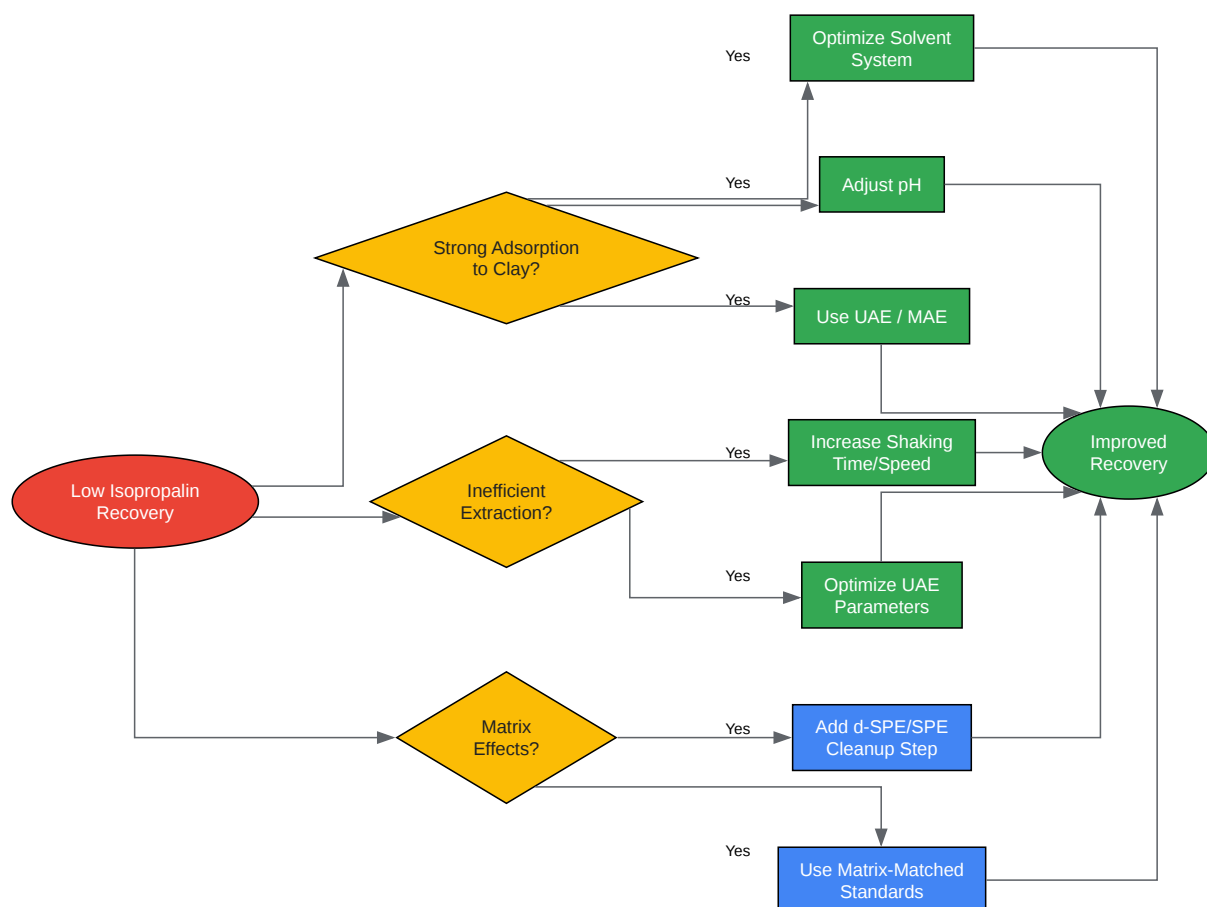 Yes
Optimize Solvent
System
Yes
Adjust pH
Strong Adsorption
to Clay?
Yes
Use UAE / MAE
Low Isopropalin
Recovery
Inefficient
Extraction?
Yes
Increase Shaking
Time/Speed
Improved
Recovery
Yes
Optimize UAE
Parameters
Matrix
Effects?
Yes
Add d-SPE/SPE
Cleanup Step
Yes
Use Matrix-Matched
Standards